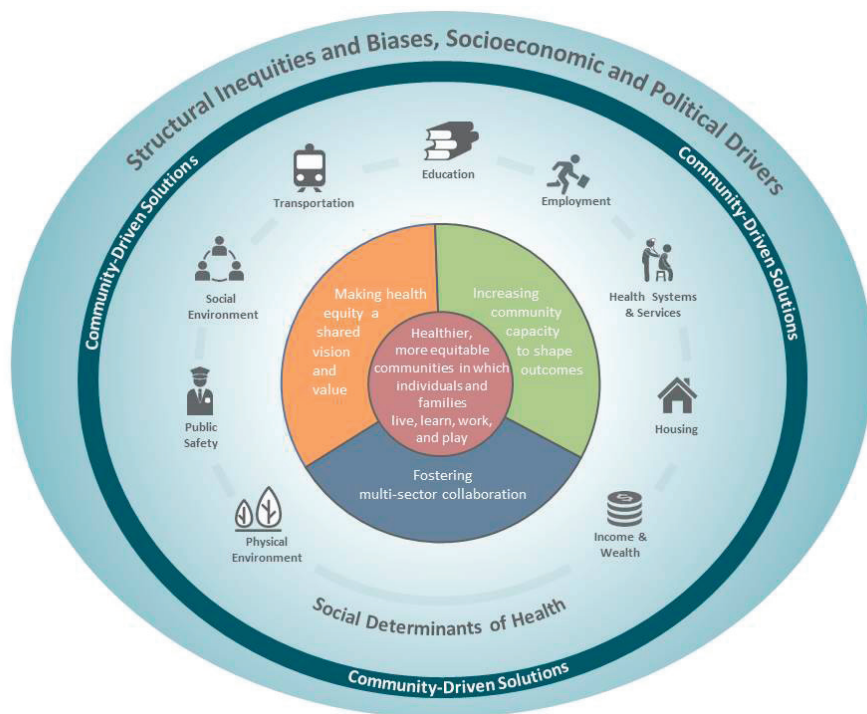 Structural Inequities and Biases, Socioeconomic and Political Drivers
Community-Driven Solutions
Community-Driven Solutions
Education
Transportation
Employment
Social
Environment
Health Systems
& Services
Public
Safety
Housing
Physical
Environment
Income &
Wealth
Making health
equity a
shared
vision
and
value
Increasing
community
capacity
to shape
outcomes
Healthier,
more equitable
communities in which
individuals and
families
live, learn, work,
and play
Fostering
multi-sector collaboration
Social Determinants of Health
Community-Driven Solutions